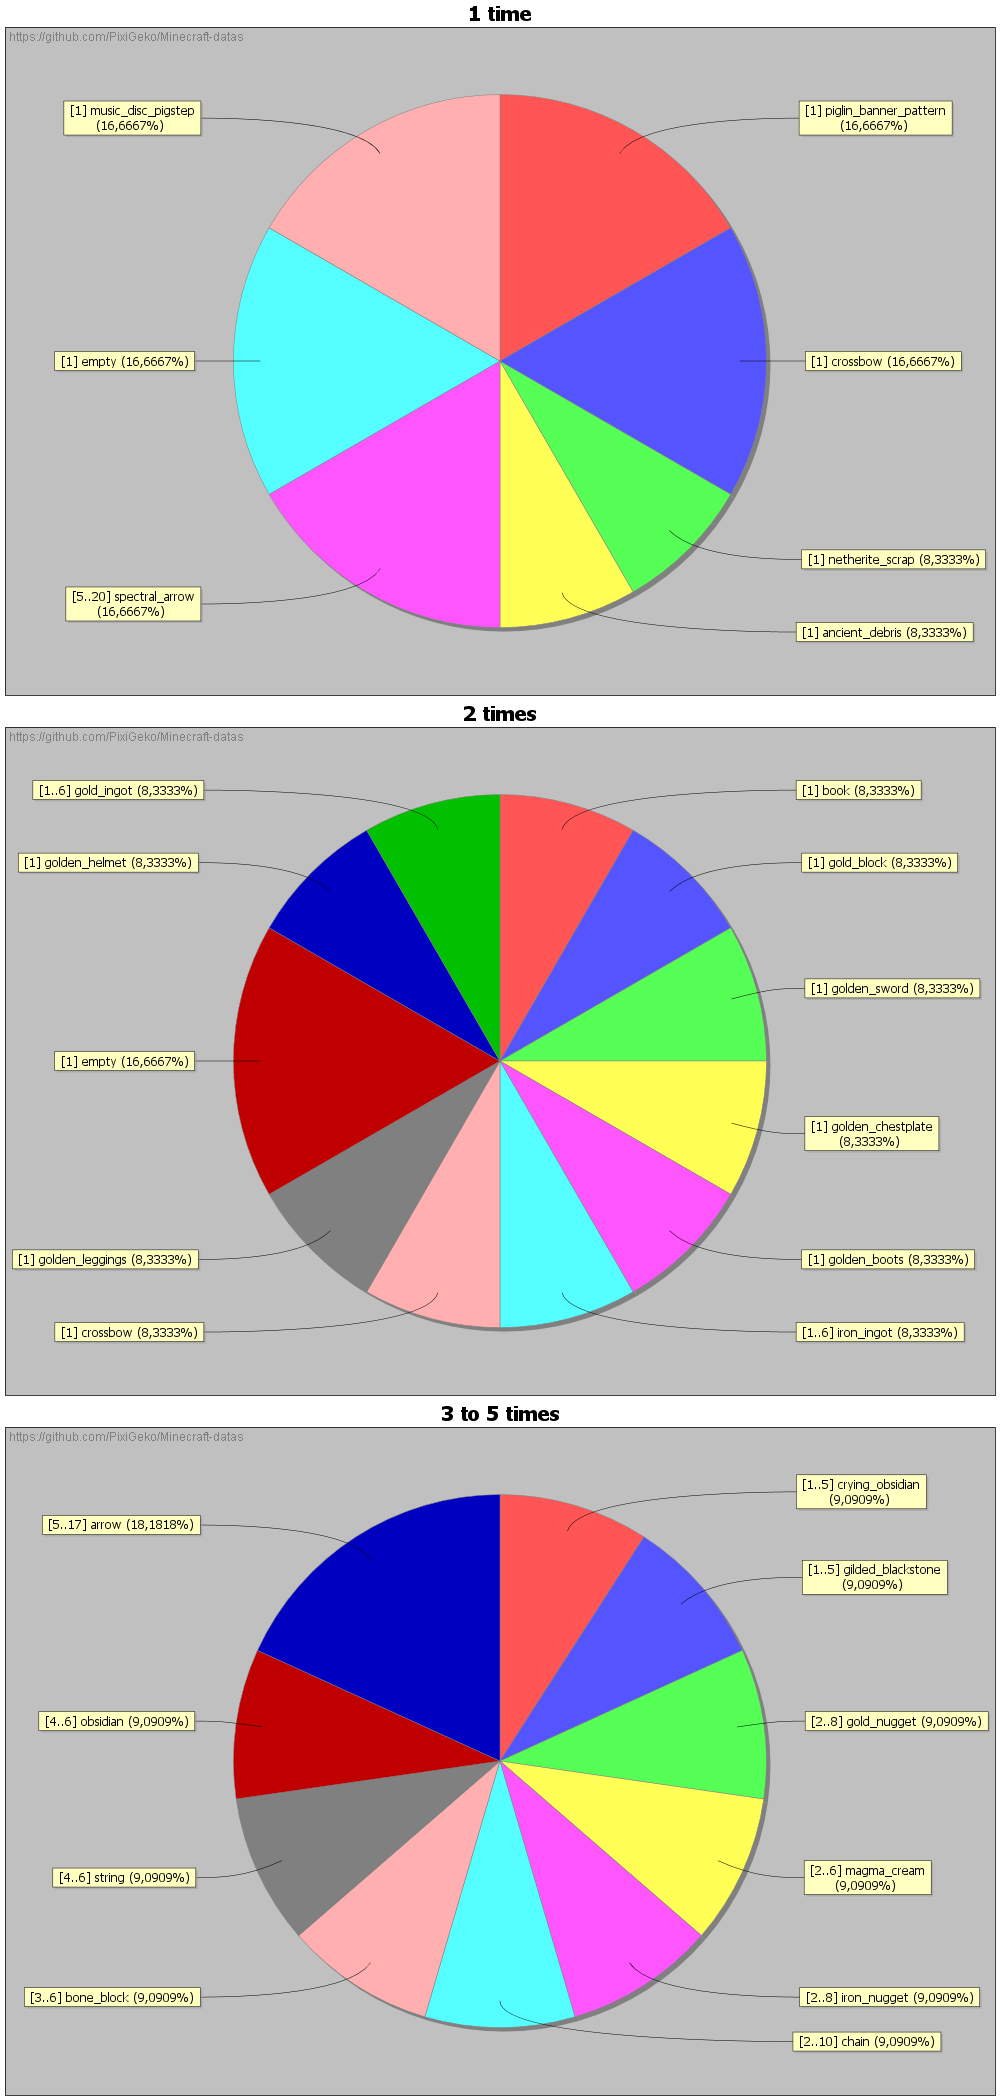 1 time
https://github.com/PixiGeko/Minecraft-datas
[1] music_disc_pigstep
(16,6667%)
[1] piglin_banner_pattern
(16,6667%)
[1] empty (16,6667%)
[1] crossbow (16,6667%)
[1] netherite_scrap (8,3333%)
[5..20] spectral_arrow
(16,6667%)
[1] ancient_debris (8,3333%)
2 times
https://github.com/PixiGeko/Minecraft-datas
[1..6] gold_ingot (8,3333%)
[1] book (8,3333%)
[1] golden_helmet (8,3333%)
[1] gold_block (8,3333%)
[1] golden_sword (8,3333%)
[1] empty (16,6667%)
[1] golden_chestplate
(8,3333%)
[1] golden_leggings (8,3333%)
[1] golden_boots (8,3333%)
[1] crossbow (8,3333%)
[1..6] iron_ingot (8,3333%)
3 to 5 times
https://github.com/PixiGeko/Minecraft-datas
[1..5] crying_obsidian
(9,0909%)
[5..17] arrow (18,1818%)
[1..5] gilded_blackstone
(9,0909%)
[4..6] obsidian (9,0909%)
[2..8] gold_nugget (9,0909%)
[4..6] string (9,0909%)
[2..6] magma_cream
(9,0909%)
[3..6] bone_block (9,0909%)
[2..8] iron_nugget (9,0909%)
[2..10] chain (9,0909%)